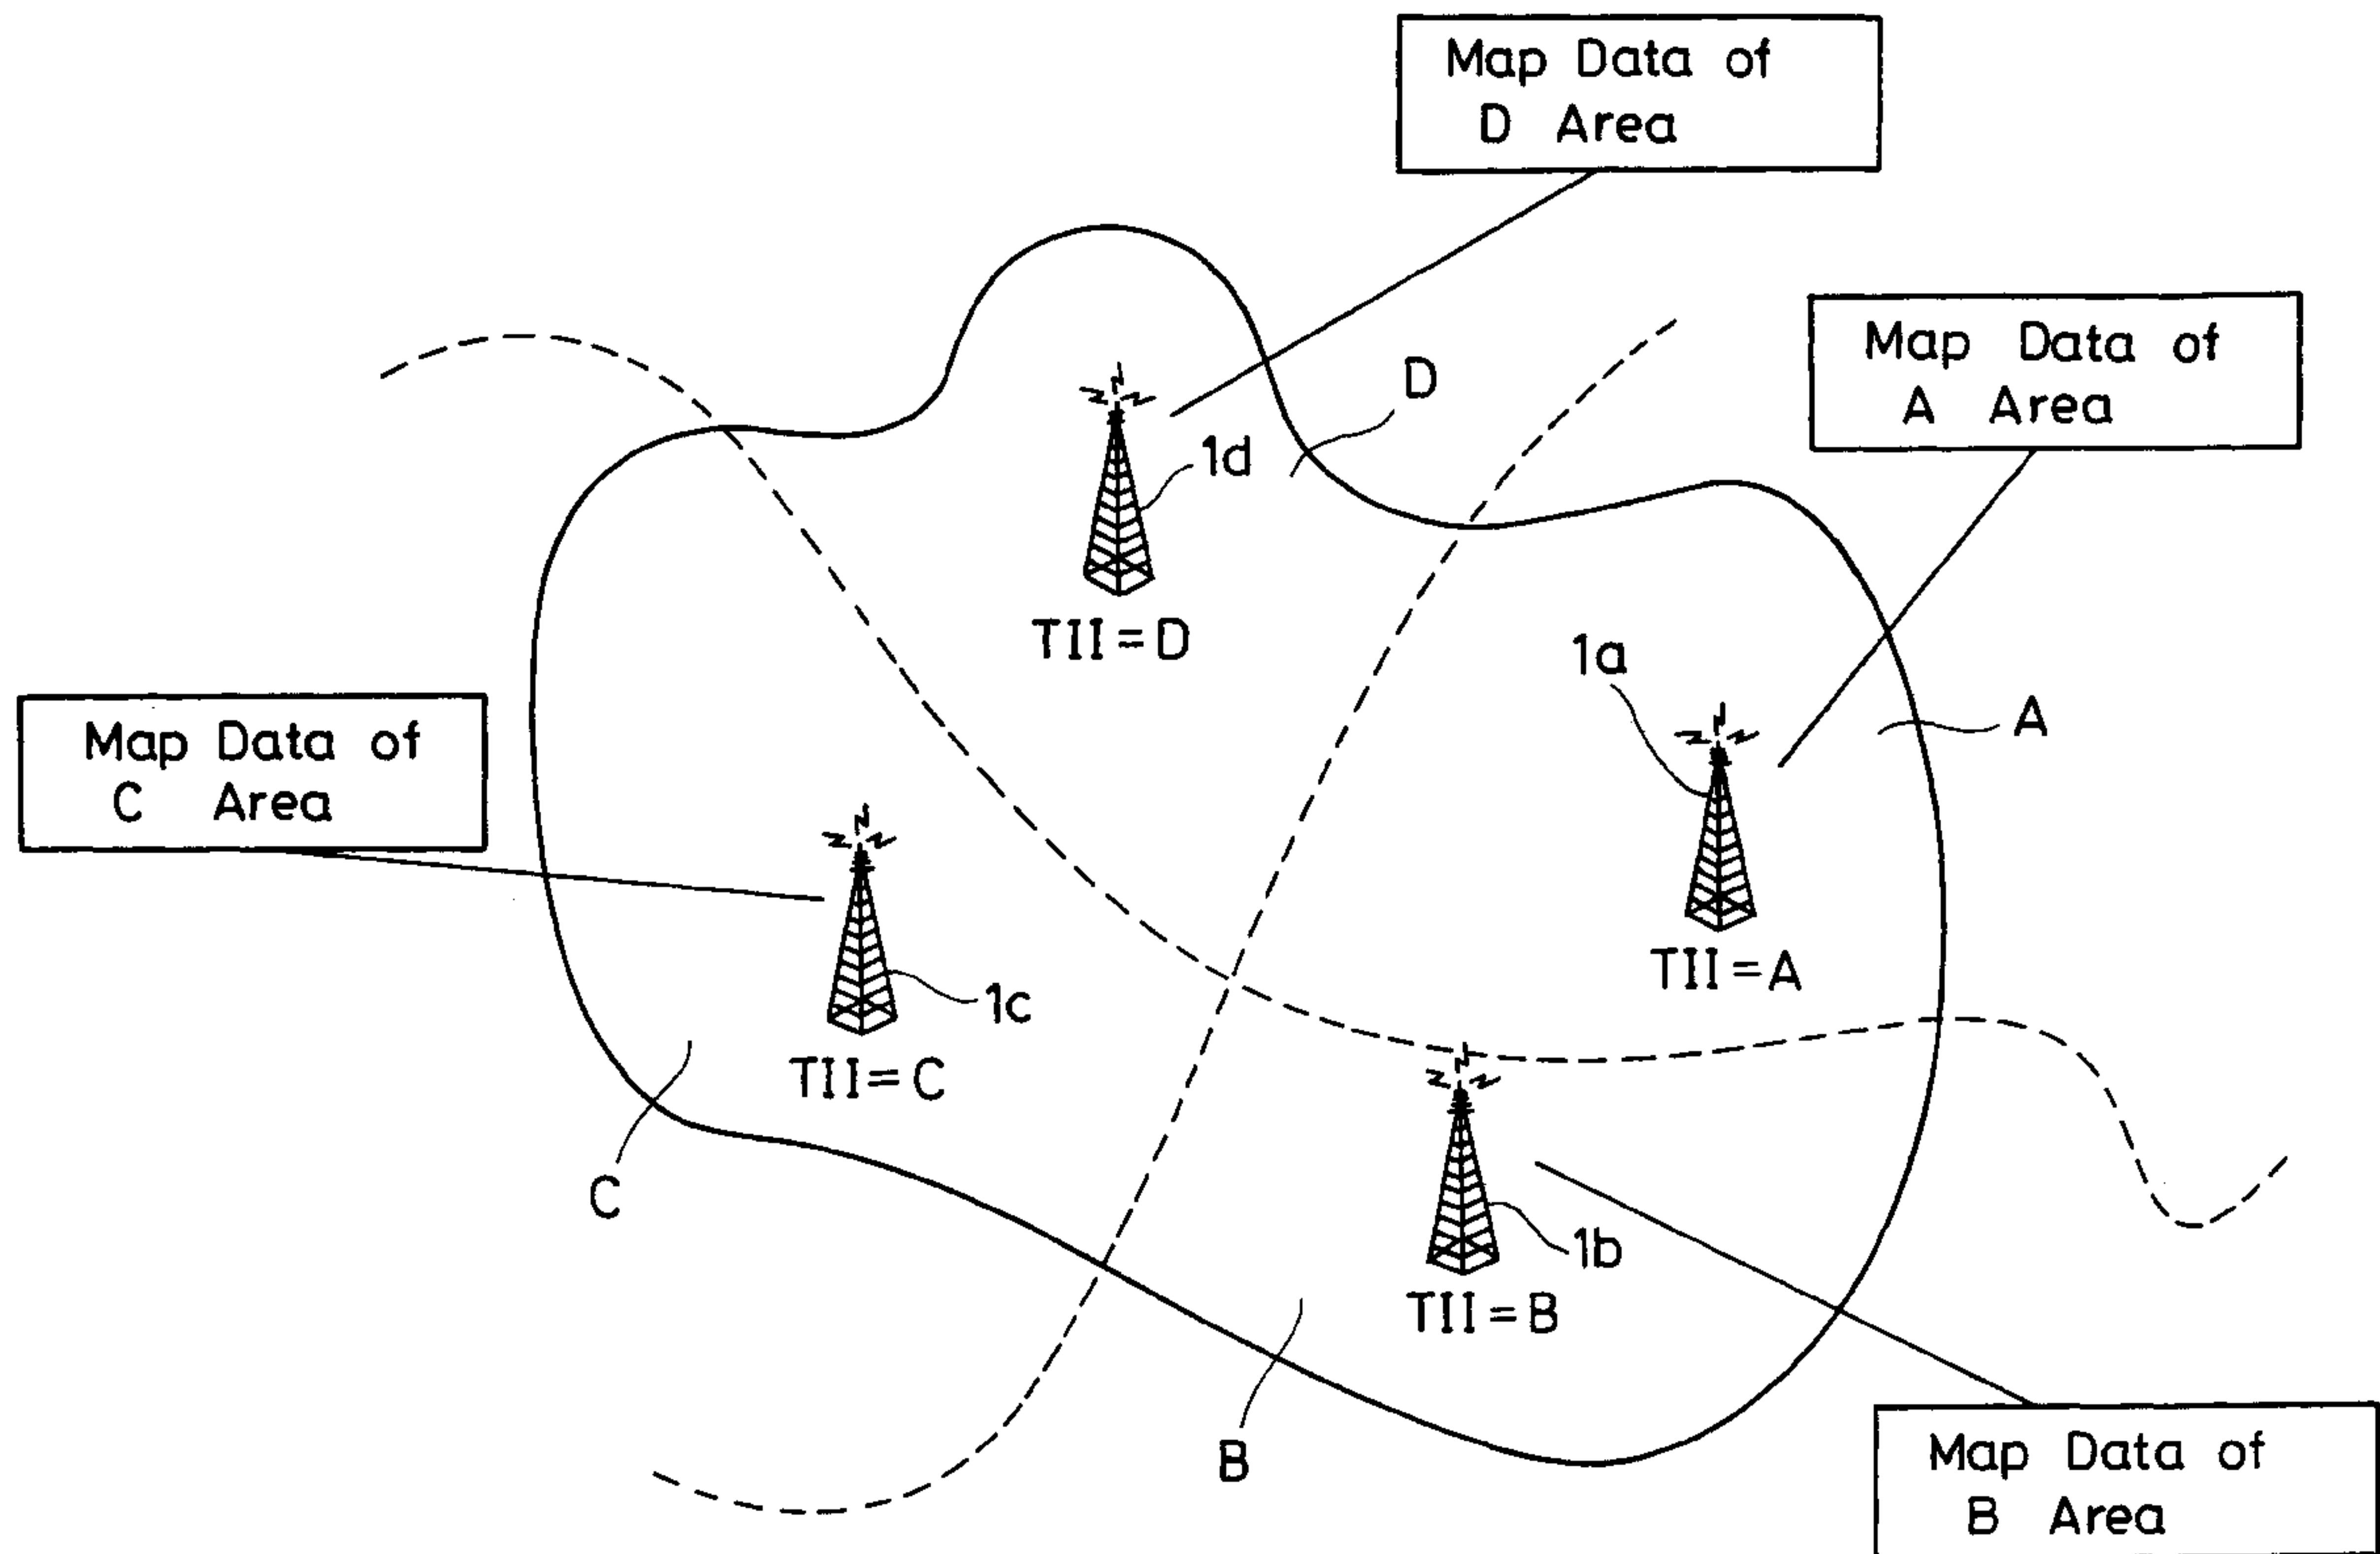 Map Data of
D Area
Map Data of
A Area
D
1d
TII=D
1a
A
Map Data of
C Area
TII=A
1c
TII=C
C
1b
TII=B
B
Map Data of
B Area